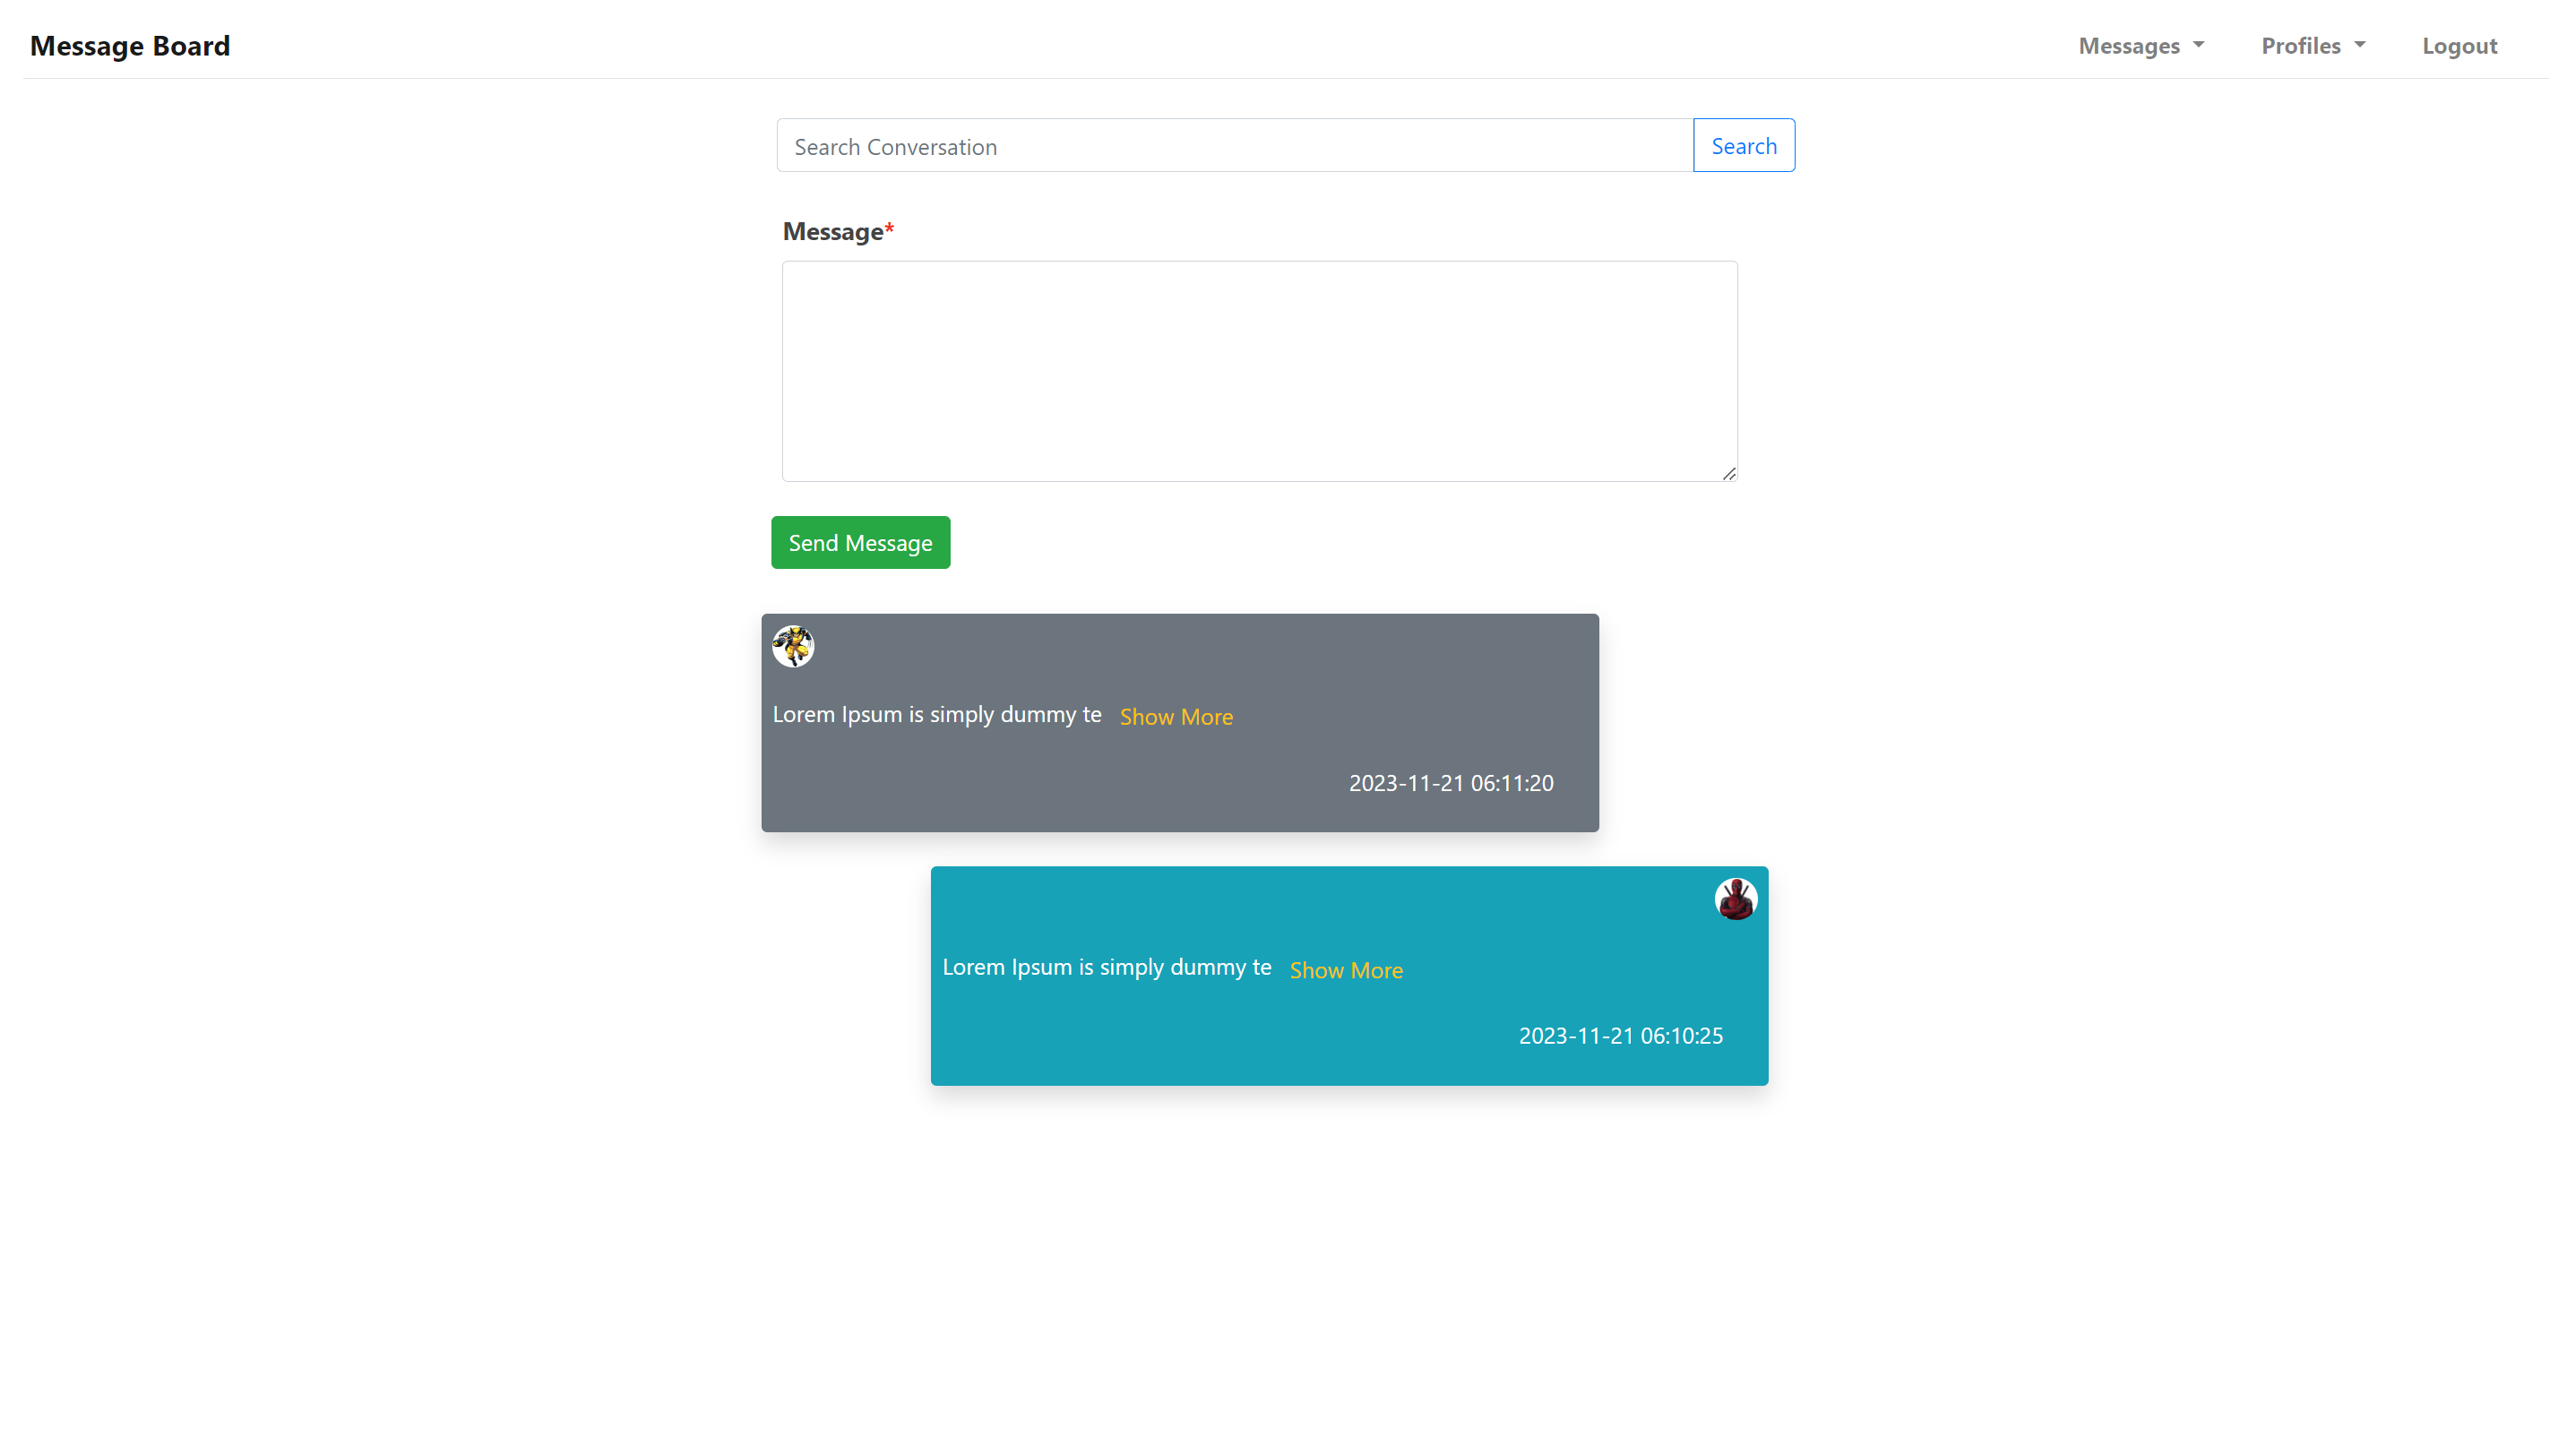 Message Board
Messages
Profiles
Logout
Search Conversation
Search
Message*
Send Message
Lorem Ipsum is simply dummy te Show More
2023-11-21 06:11:20
Lorem Ipsum is simply dummy te Show More
2023-11-21 06:10:25